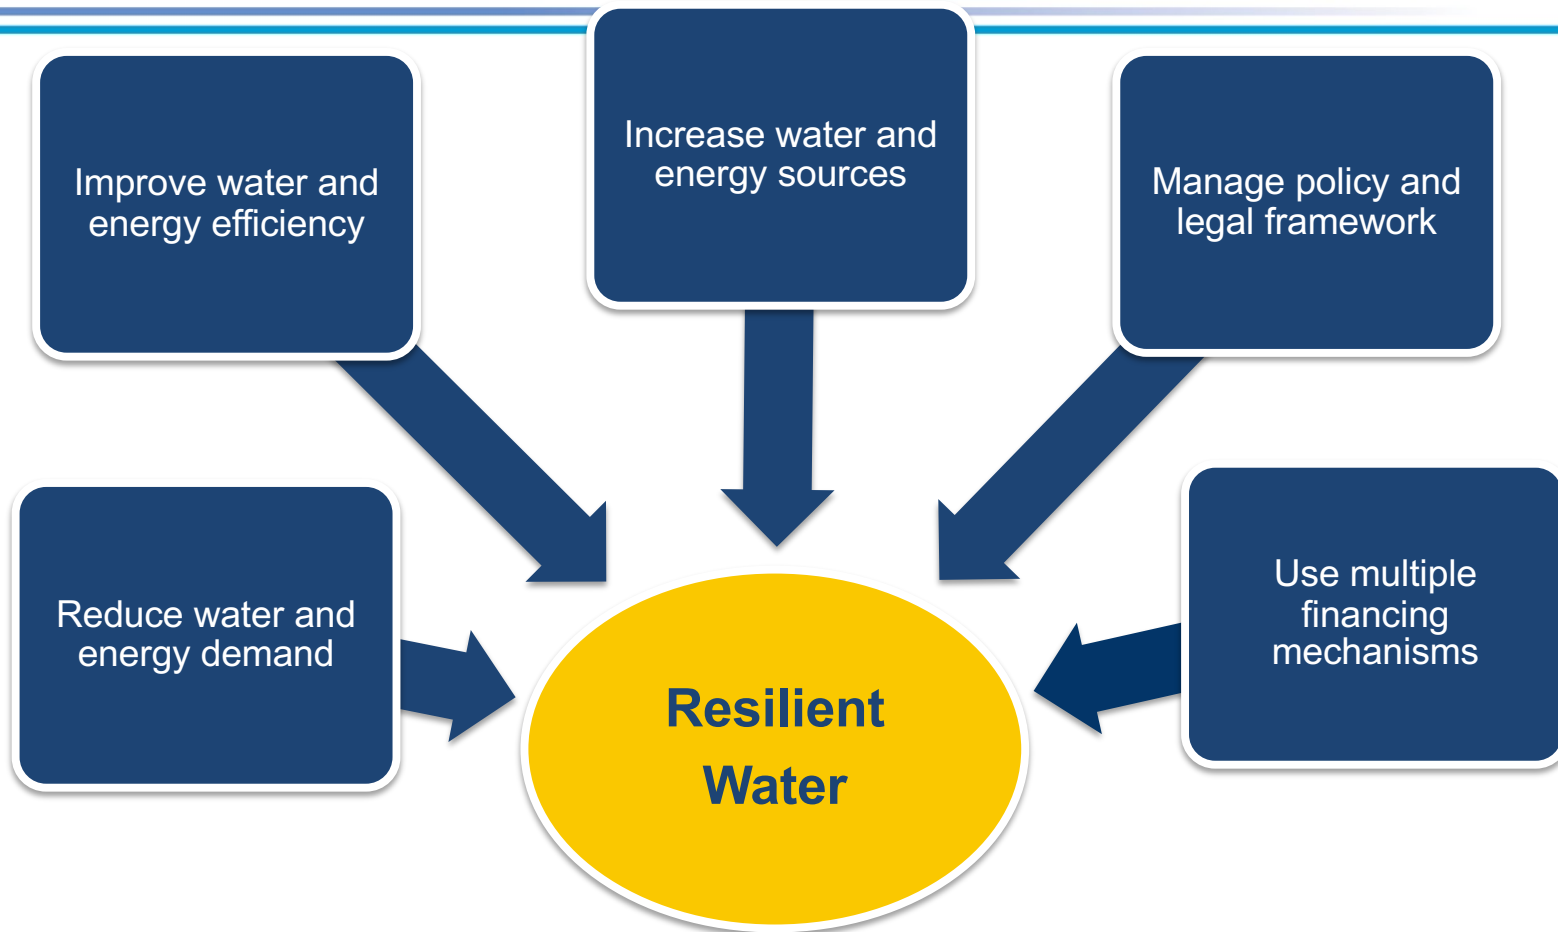 Improve water and
energy efficiency
Increase water and
energy sources
Manage policy and
legal framework
Reduce water and
energy demand
Use multiple
financing
mechanisms
Resilient
Water